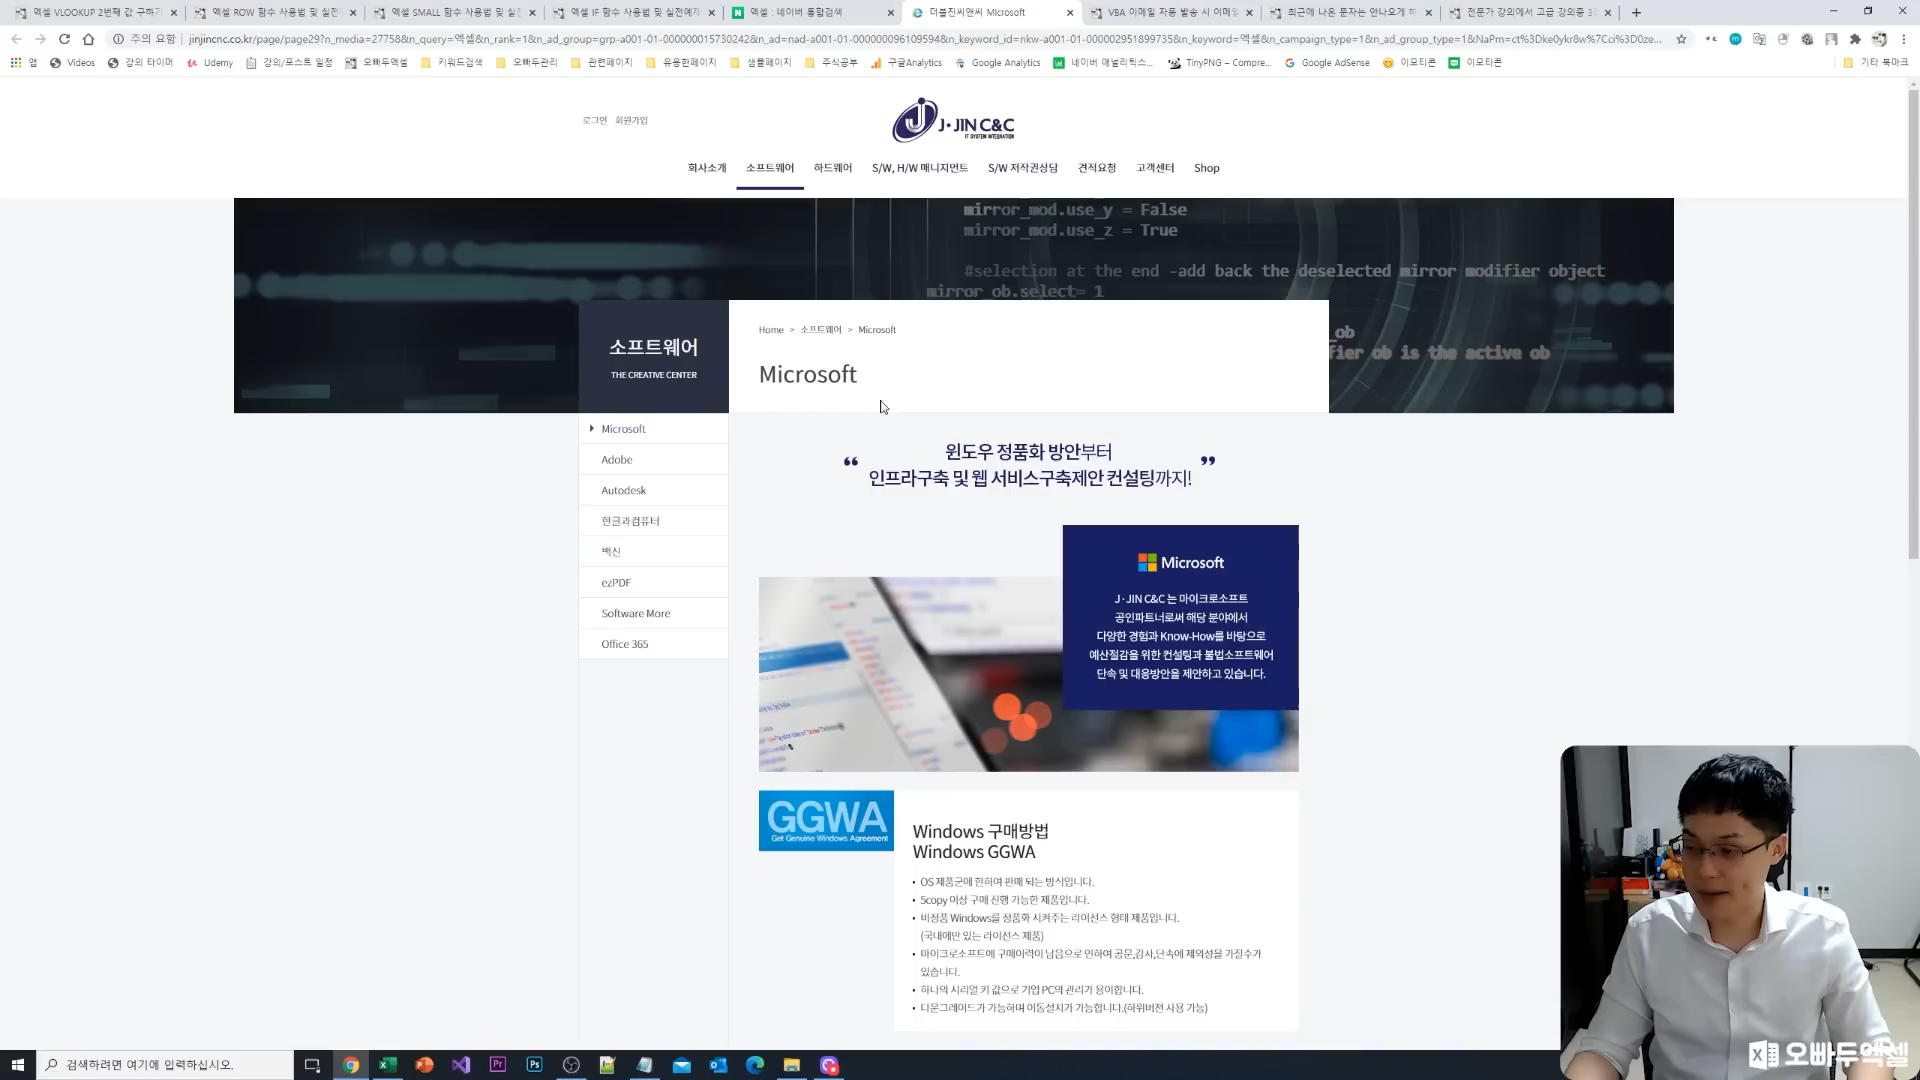 엑셀 VLOOKUP 2번째 값 구하기
엑셀 ROW 함수 사용법 및 실전
엑셀 SMALL 함수 사용법 및 실전
엑셀 IF 함수 사용법 및 실전예제
엑셀 : 네이버 통합검색
더블진씨앤씨 Microsoft
VBA 이메일 자동 발송 시 이메일
최근에 나온 문자는 안나오게 하
전문가 강의에서 고급 강의중 3
주의 요함
jinjincnc.co.kr/page/page29?n_media=27758&n_query=엑셀&n_rank=1&n_ad_group=grp-a001-01-000000015730242&n_ad=nad-a001-01-000000096109594&n_keyword_id=nkw-a001-01-000002951899735&n_keyword=엑셀&n_campaign_type=1&n_ad_group_type=1&NaPm=ct%3Dke0ykr8w%7Cci%3D0ze...
앱 Videos 강의 타이머 Udemy 강의/포스트 일정 오빠두엑셀 키워드검색 오빠두관리 관련페이지 유용한페이지 샘플페이지 주식공부 구글Analytics Google Analytics 네이버 애널리틱스... TinyPNG – Compre... Google AdSense 이모티콘 이모티콘 기타 북마크
로그인 회원가입
J·JIN C&C
IT SYSTEM INTEGRATION
회사소개 소프트웨어 하드웨어 S/W, H/W 매니지먼트 S/W 저작권상담 견적요청 고객센터 Shop
mirror_mod.use_y = False
mirror_mod.use_z = True
#selection at the end -add back the deselected mirror modifier object
mirror_ob.select= 1
_ob
fier ob is the active ob
소프트웨어
THE CREATIVE CENTER
Home > 소프트웨어 > Microsoft
Microsoft
Microsoft
Adobe
Autodesk
한글과컴퓨터
백신
ezPDF
Software More
Office 365
“ 윈도우 정품화 방안부터
인프라구축 및 웹 서비스구축제안 컨설팅까지! ”
Microsoft
J·JIN C&C 는 마이크로소프트
공인파트너로써 해당 분야에서
다양한 경험과 Know-How를 바탕으로
예산절감을 위한 컨설팅과 불법소프트웨어
단속 및 대응방안을 제안하고 있습니다.
GGWA
Get Genuine Windows Agreement
Windows 구매방법
Windows GGWA
• OS 제품군에 한하여 판매 되는 방식입니다.
• 5copy 이상 구매 진행 가능한 제품입니다.
• 비정품 Windows를 정품화 시켜주는 라이선스 형태 제품입니다.
(국내에만 있는 라이선스 제품)
• 마이크로소프트에 구매이력이 남음으로 인하여 공문,감사,단속에 제외성을 가질수가
있습니다.
• 하나의 시리얼 키 값으로 기업 PC의 관리가 용이합니다.
• 다운그레이드가 가능하며 이동설치가 가능합니다.(하위버전 사용 가능)
오빠두엑셀
검색하려면 여기에 입력하십시오.